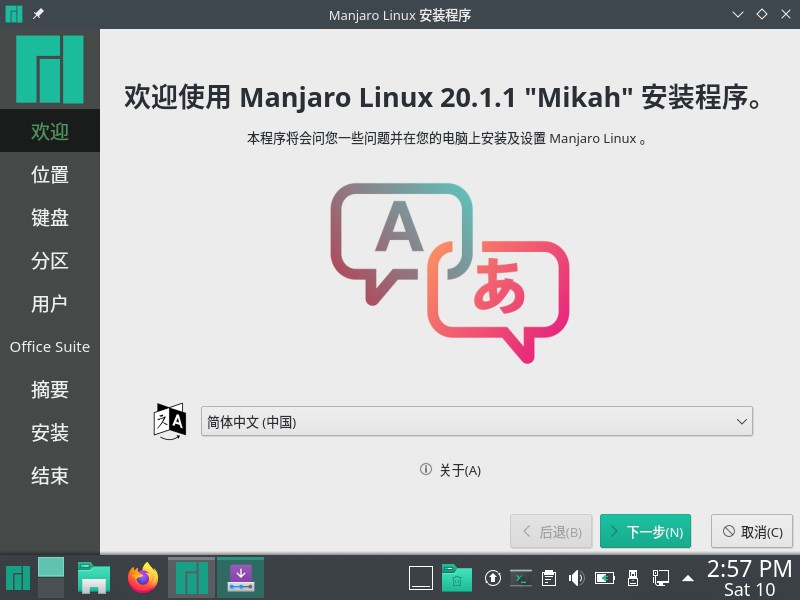 Manjaro Linux 安装程序
欢迎
位置
键盘
分区
用户
Office Suite
摘要
安装
结束
欢迎使用 Manjaro Linux 20.1.1 "Mikah" 安装程序。
本程序将会问您一些问题并在您的电脑上安装及设置 Manjaro Linux 。
A
あ
简体中文 (中国)
关于(A)
后退(B)
下一步(N)
取消(C)
2:57 PM
Sat 10